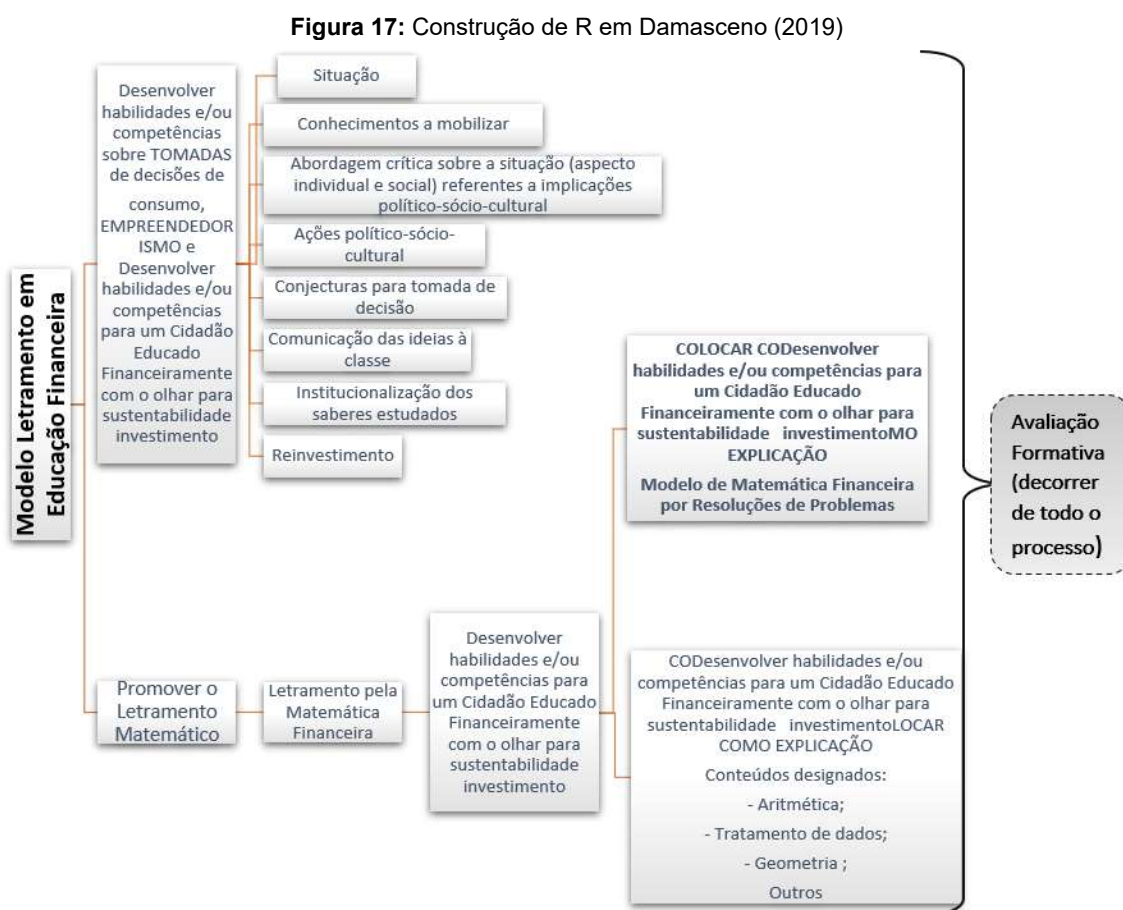 Figura 17: Construção de R em Damasceno (2019)
Modelo Letramento em
Educação Financeira
Desenvolver
habilidades e/ou
competências
sobre TOMADAS
de decisões de
consumo,
EMPREENDEDOR
ISMO e
Desenvolver
habilidades e/ou
competências
para um Cidadão
Educado
Financeiramente
com o olhar para
sustentabilidade
investimento
Situação
Conhecimentos a mobilizar
Abordagem crítica sobre a situação (aspecto
individual e social) referentes a implicações
político-sócio-cultural
Ações político-sócio-
cultural
Conjecturas para tomada de
decisão
Comunicação das ideias à
classe
Institucionalização dos
saberes estudados
Reinvestimento
Promover o
Letramento
Matemático
Letramento pela
Matemática
Financeira
Desenvolver
habilidades e/ou
competências para
um Cidadão Educado
Financeiramente
com o olhar para
sustentabilidade
investimento
COLOCAR CODesenvolver
habilidades e/ou competências para
um Cidadão Educado
Financeiramente com o olhar para
sustentabilidade investimentoMO
EXPLICAÇÃO
Modelo de Matemática Financeira
por Resoluções de Problemas
CODesenvolver habilidades e/ou
competências para um Cidadão Educado
Financeiramente com o olhar para
sustentabilidade investimentoLOCAR
COMO EXPLICAÇÃO
Conteúdos designados:
- Aritmética;
- Tratamento de dados;
- Geometria ;
Outros
Avaliação
Formativa
(decorrer
de todo o
processo)